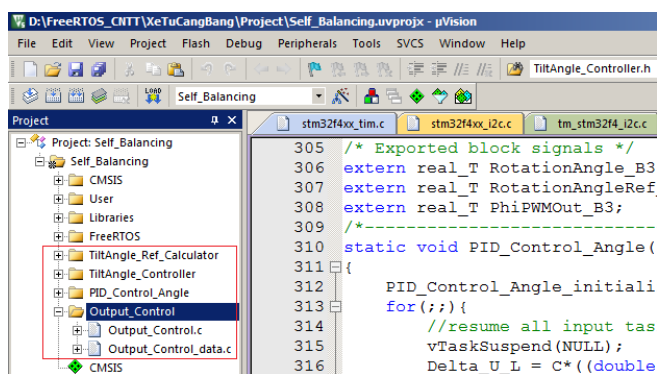 D:\FreeRTOS_CNTT\XeTuCangBang\Project\Self_Balancing.uvprojx - µVision
File Edit View Project Flash Debug Peripherals Tools SVCS Window Help
TiltAngle_Controller.h
LOAD Self_Balancing
Project
Project: Self_Balancing
Self_Balancing
CMSIS
User
Libraries
FreeRTOS
TiltAngle_Ref_Calculator
TiltAngle_Controller
PID_Control_Angle
Output_Control
Output_Control.c
Output_Control_data.c
CMSIS
stm32f4xx_tim.c stm32f4xx_i2c.c tm_stm32f4_i2c.c
305 /* Exported block signals */
306 extern real_T RotationAngle_B3
307 extern real_T RotationAngleRef_
308 extern real_T PhiPWMOut_B3;
309 /*-----------------------------
310 static void PID_Control_Angle(
311 {
312 PID_Control_Angle_initiali
313 for(;;){
314 //resume all input tas
315 vTaskSuspend(NULL);
316 Delta_U_L = C*((double